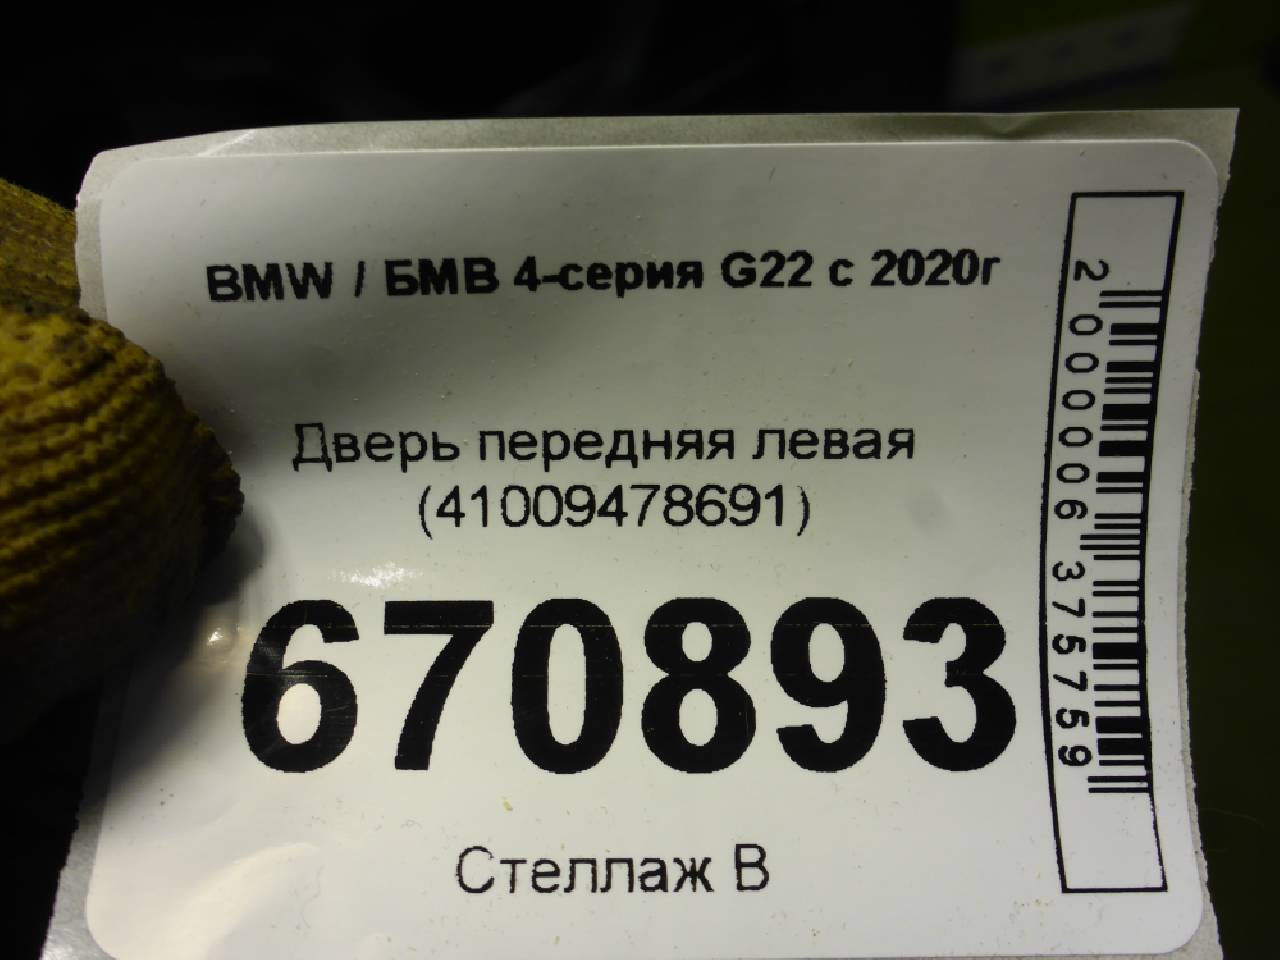 BMW / БМВ 4-серия G22 с 2020г
Дверь передняя левая
(41009478691)
670893
Стеллаж В
2000006375759